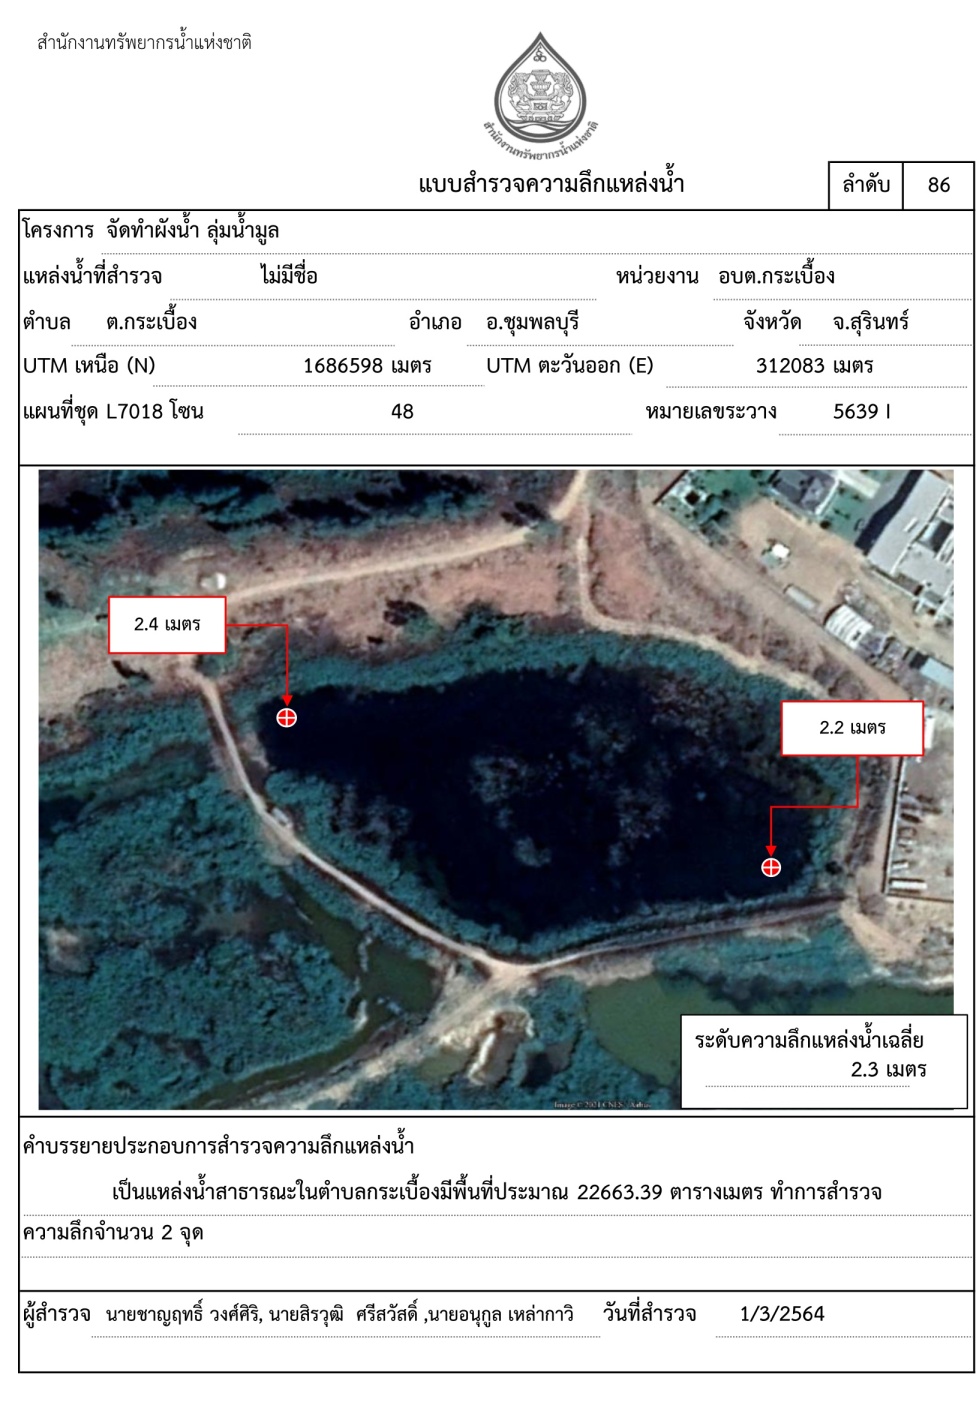 สำนักงานทรัพยากรน้ำแห่งชาติ
สำนักงานทรัพยากรน้ำแห่งชาติ
แบบสำรวจความลึกแหล่งน้ำ ลำดับ 86
โครงการ จัดทำผังน้ำ ลุ่มน้ำมูล
แหล่งน้ำที่สำรวจ ไม่มีชื่อ หน่วยงาน อบต.กระเบื้อง
ตำบล ต.กระเบื้อง อำเภอ อ.ชุมพลบุรี จังหวัด จ.สุรินทร์
UTM เหนือ (N) 1686598 เมตร UTM ตะวันออก (E) 312083 เมตร
แผนที่ชุด L7018 โซน 48 หมายเลขระวาง 5639 I
2.4 เมตร
2.2 เมตร
ระดับความลึกแหล่งน้ำเฉลี่ย
2.3 เมตร
Image © 2021 CNES / Airbus
คำบรรยายประกอบการสำรวจความลึกแหล่งน้ำ
เป็นแหล่งน้ำสาธารณะในตำบลกระเบื้องมีพื้นที่ประมาณ 22663.39 ตารางเมตร ทำการสำรวจ
ความลึกจำนวน 2 จุด
ผู้สำรวจ นายชาญฤทธิ์ วงศ์ศิริ, นายสิรวุฒิ ศรีสวัสดิ์ ,นายอนุกูล เหล่ากาวิ วันที่สำรวจ 1/3/2564